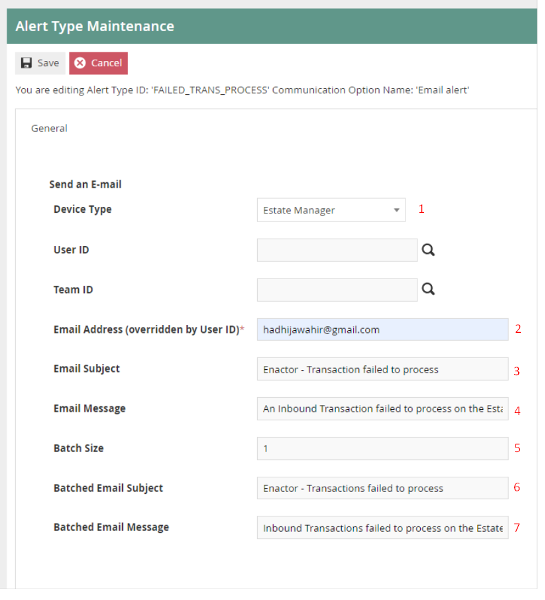 Alert Type Maintenance
Save Cancel
You are editing Alert Type ID: 'FAILED_TRANS_PROCESS' Communication Option Name: 'Email alert'
General
Send an E-mail
Device Type Estate Manager 1
User ID
Team ID
Email Address (overridden by User ID)* hadhijawahir@gmail.com 2
Email Subject Enactor - Transaction failed to process 3
Email Message An Inbound Transaction failed to process on the Esta 4
Batch Size 1 5
Batched Email Subject Enactor - Transactions failed to process 6
Batched Email Message Inbound Transactions failed to process on the Estate 7